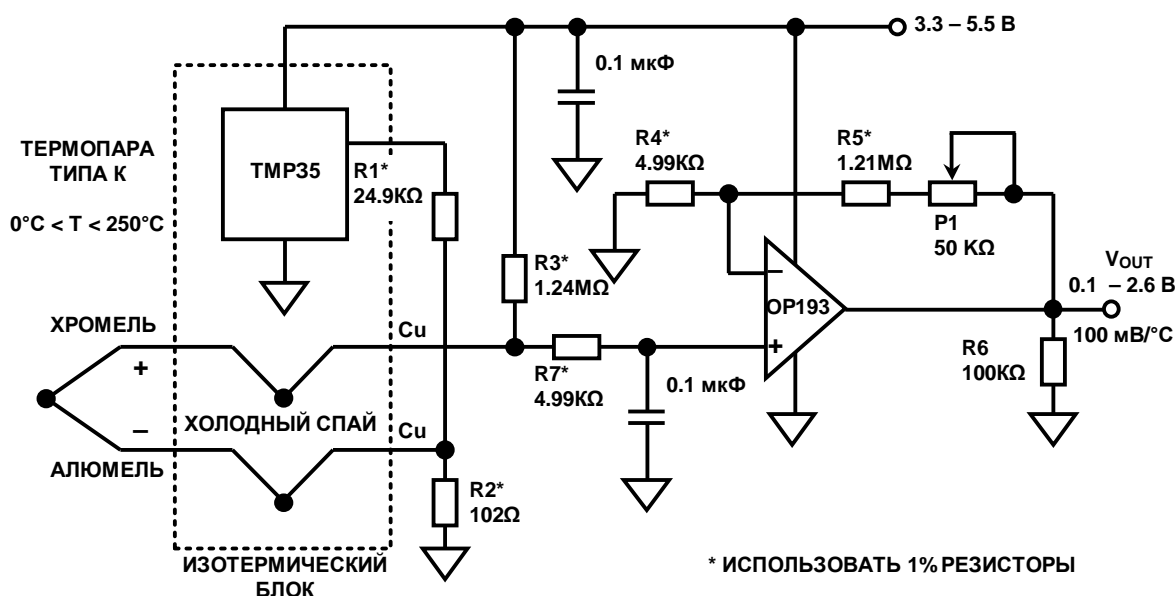 3.3 – 5.5 В
0.1 мкФ
ТЕРМОПАРА
ТИПА К
0°C < T < 250°C
TMP35
R1*
24.9KΩ
R4*
4.99KΩ
R5*
1.21MΩ
P1
50 KΩ
R3*
1.24MΩ
–
OP193
+
VOUT
0.1 – 2.6 В
100 мВ/°C
ХРОМЕЛЬ
+
Cu
R7*
4.99KΩ
0.1 мкФ
R6
100KΩ
ХОЛОДНЫЙ СПАЙ
–
Cu
АЛЮМЕЛЬ
R2*
102Ω
ИЗОТЕРМИЧЕСКИЙ
БЛОК
* ИСПОЛЬЗОВАТЬ 1% РЕЗИСТОРЫ